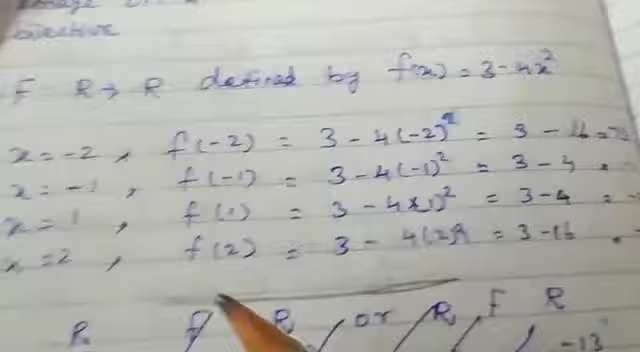 bijective
F R → R defined by f(x) = 3 - 4x²
x = -2, f(-2) = 3 - 4(-2)² = 3 - 16 =
x = -1, f(-1) = 3 - 4(-1)² = 3 - 4
x = 1, f(1) = 3 - 4(1)² = 3 - 4 =
x = 2, f(2) = 3 - 4(2)² = 3 - 16
R f R or R F R
-13